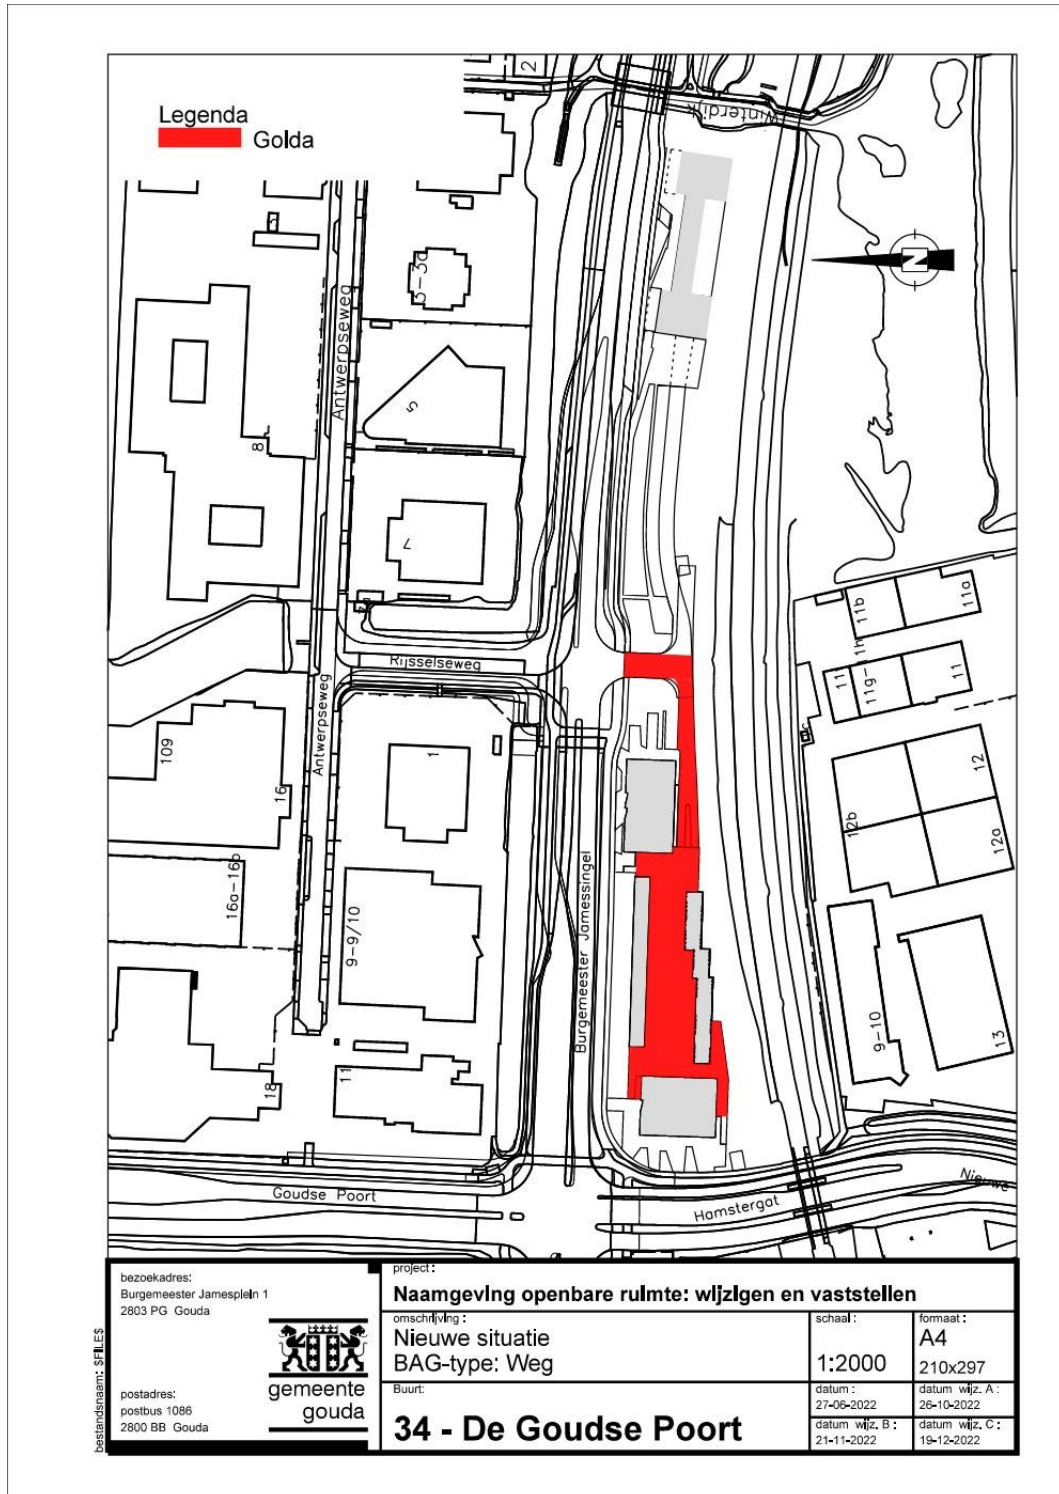 Legenda
Golda
2
Winterdijk
N
3-3a
Antwerpseweg
5
8
7
11b
11a
Rijsselseweg
11
11g-11h
11
Antwerpseweg
109
1
16
12
12b
12a
16a-16b
9-9/10
Burgemeester Jamessingel
9-10
13
11
18
Goudse Poort
Hamstergat
Nieuwe
bestandsnaam: $FILE$
bezoekadres:
Burgemeester Jamesplein 1
2803 PG Gouda
postadres:
postbus 1086
2800 BB Gouda
gemeente
gouda
project:
Naamgeving openbare ruimte: wijzigen en vaststellen
omschrijving:
Nieuwe situatie
BAG-type: Weg
schaal:
1:2000
formaat:
A4
210x297
Buurt:
34 - De Goudse Poort
datum:
27-06-2022
datum wijz. A:
26-10-2022
datum wijz. B:
21-11-2022
datum wijz. C:
19-12-2022